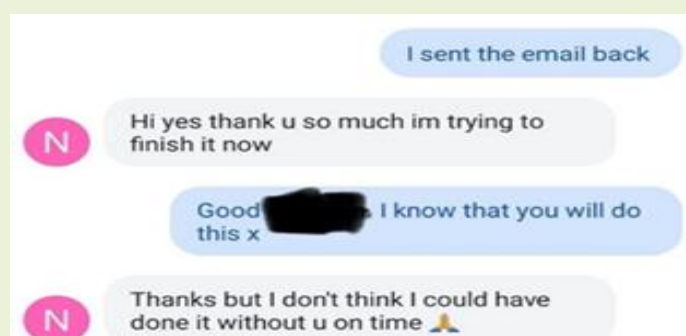 I sent the email back
N
Hi yes thank u so much im trying to
finish it now
Good I know that you will do
this x
N
Thanks but I don't think I could have
done it without u on time 🙏